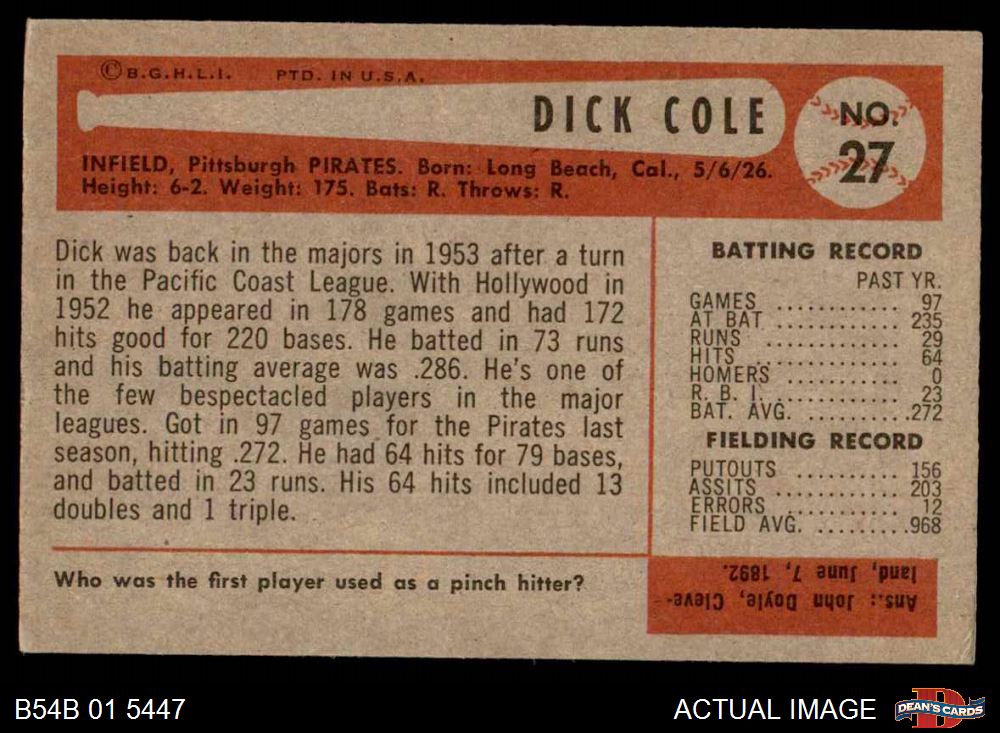 ©B.G.H.L.I. PTD. IN U.S.A.
DICK COLE
NO.
27
INFIELD, Pittsburgh PIRATES. Born: Long Beach, Cal., 5/6/26.
Height: 6-2. Weight: 175. Bats: R. Throws: R.
Dick was back in the majors in 1953 after a turn
in the Pacific Coast League. With Hollywood in
1952 he appeared in 178 games and had 172
hits good for 220 bases. He batted in 73 runs
and his batting average was .286. He's one of
the few bespectacled players in the major
leagues. Got in 97 games for the Pirates last
season, hitting .272. He had 64 hits for 79 bases,
and batted in 23 runs. His 64 hits included 13
doubles and 1 triple.
Who was the first player used as a pinch hitter?
BATTING RECORD
PAST YR.
GAMES ............ 97
AT BAT ............ 235
RUNS ............. 29
HITS .............. 64
HOMERS ........... 0
R. B. I. ............ 23
BAT. AVG. ..........272
FIELDING RECORD
PUTOUTS .......... 156
ASSITS ............ 203
ERRORS ........... 12
FIELD AVG. .........968
Ans.: John Doyle, Cleve-
land, June 7, 1892.
B54B 01 5447
ACTUAL IMAGE
D
DEAN'S CARDS